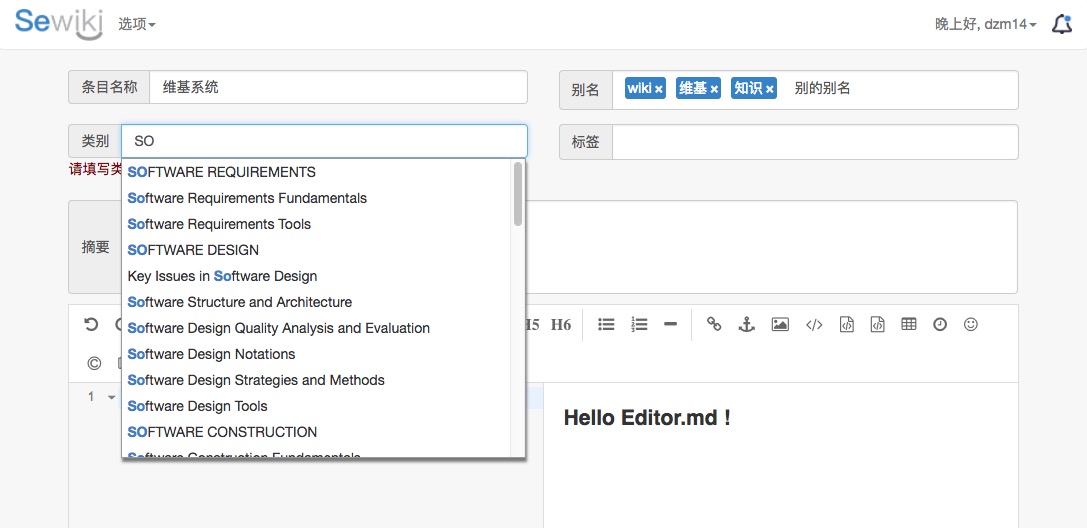 Sewiki 选项 晚上好, dzm14
条目名称 维基系统 别名 wiki × 维基 × 知识 × 别的别名
类别 SO 标签
请填写类
SOFTWARE REQUIREMENTS
Software Requirements Fundamentals
Software Requirements Tools
SOFTWARE DESIGN
摘要
Key Issues in Software Design
Software Structure and Architecture
Software Design Quality Analysis and Evaluation
H5 H6
Software Design Notations
Software Design Strategies and Methods
1
Software Design Tools
Hello Editor.md !
SOFTWARE CONSTRUCTION
Software Construction Fundamentals